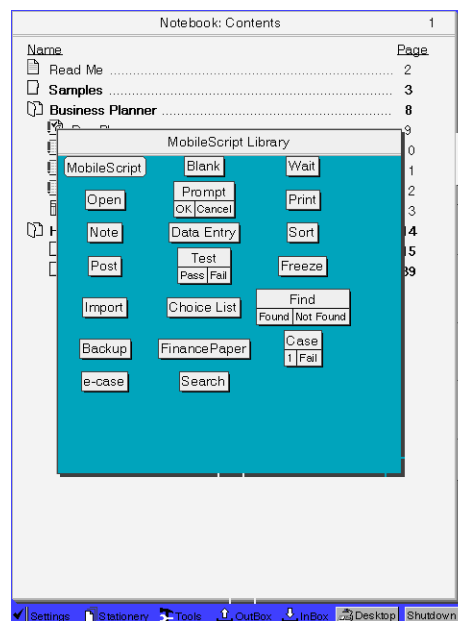 Notebook: Contents 1
Name Page
Read Me 2
Samples 3
Business Planner 8
9
MobileScript Library
0
MobileScript Blank Wait
1
Open Prompt Print
OK Cancel
2
3
Note Data Entry Sort
H 14
Post Test Freeze
Pass Fail
15
39
Import Choice List Find
Found Not Found
Backup FinancePaper Case
1 Fail
e-case Search
Settings Stationery Tools OutBox InBox Desktop Shutdown